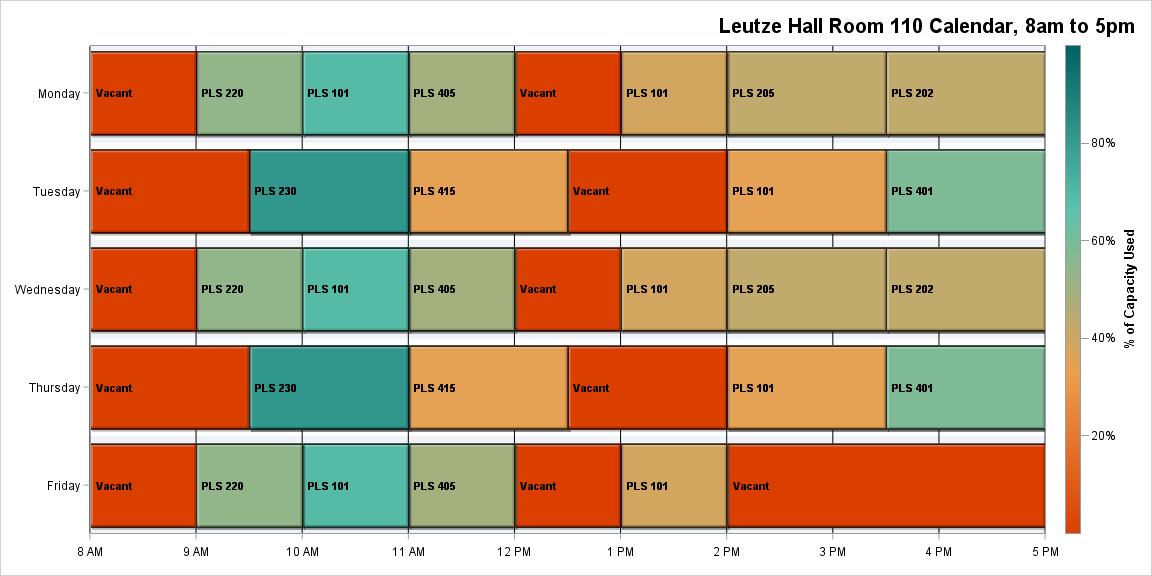 Leutze Hall Room 110 Calendar, 8am to 5pm
Monday
Vacant PLS 220 PLS 101 PLS 405 Vacant PLS 101 PLS 205 PLS 202
Tuesday
Vacant PLS 230 PLS 415 Vacant PLS 101 PLS 401
Wednesday
Vacant PLS 220 PLS 101 PLS 405 Vacant PLS 101 PLS 205 PLS 202
Thursday
Vacant PLS 230 PLS 415 Vacant PLS 101 PLS 401
Friday
Vacant PLS 220 PLS 101 PLS 405 Vacant PLS 101 Vacant
8 AM 9 AM 10 AM 11 AM 12 PM 1 PM 2 PM 3 PM 4 PM 5 PM
80%
60%
40%
20%
% of Capacity Used